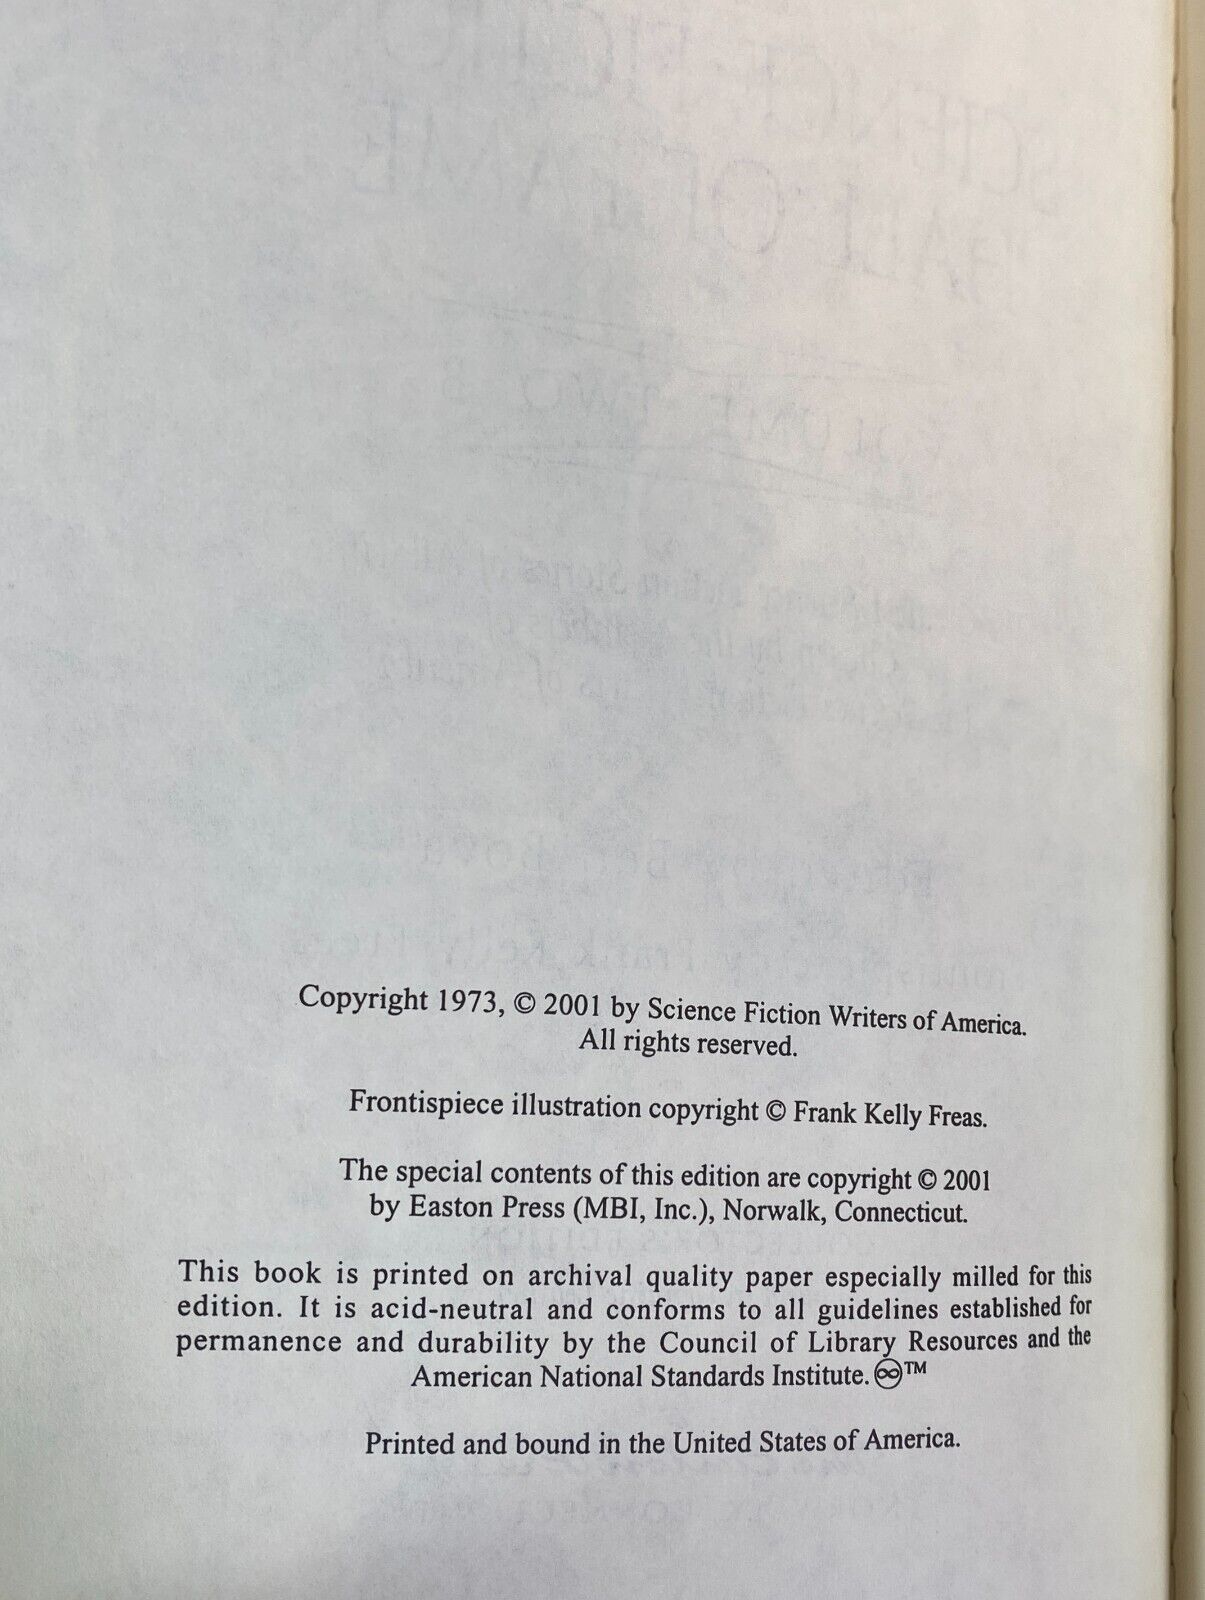 Copyright 1973, © 2001 by Science Fiction Writers of America.
All rights reserved.
Frontispiece illustration copyright © Frank Kelly Freas.
The special contents of this edition are copyright © 2001
by Easton Press (MBI, Inc.), Norwalk, Connecticut.
This book is printed on archival quality paper especially milled for this
edition. It is acid-neutral and conforms to all guidelines established for
permanence and durability by the Council of Library Resources and the
American National Standards Institute. ♾™
Printed and bound in the United States of America.